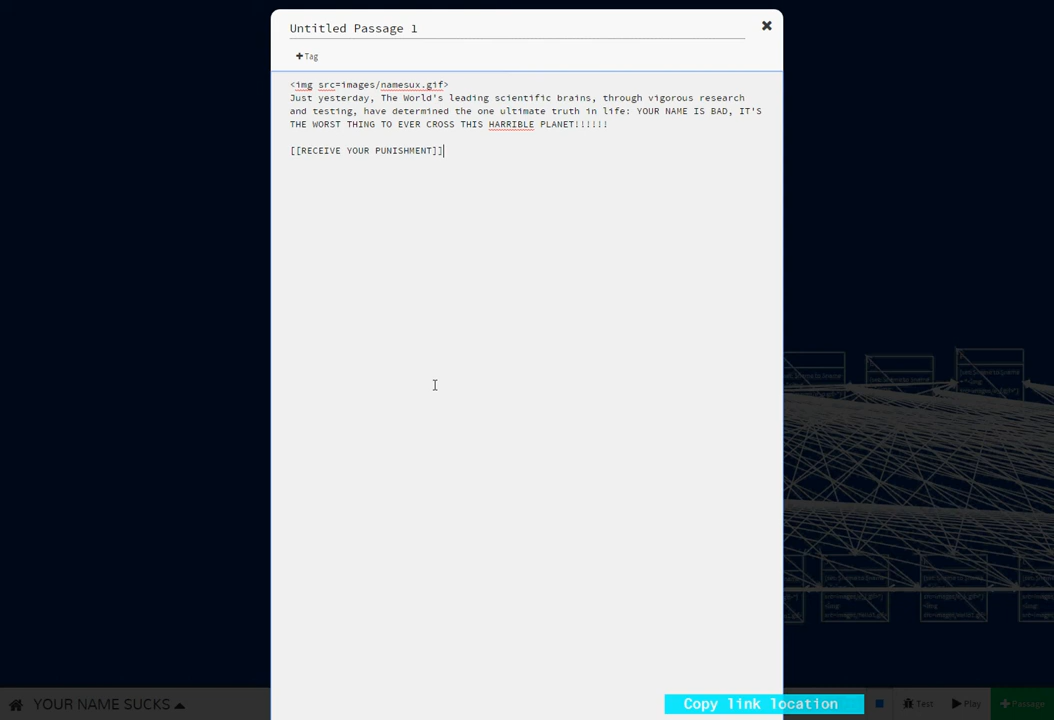 Untitled Passage 1
+Tag
<img src=images/namesux.gif>
Just yesterday, The World's leading scientific brains, through vigorous research
and testing, have determined the one ultimate truth in life: YOUR NAME IS BAD, IT'S
THE WORST THING TO EVER CROSS THIS HARRIBLE PLANET!!!!!!
[[RECEIVE YOUR PUNISHMENT]]
YOUR NAME SUCKS
Copy link location
Test
Play
+Passage